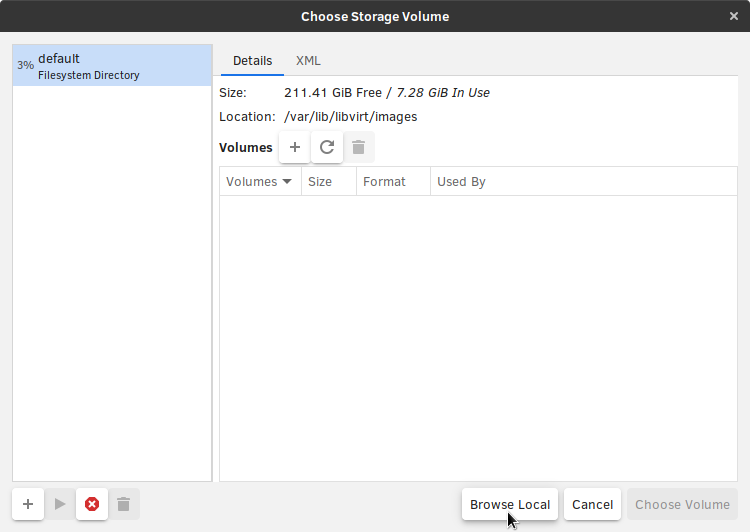 Choose Storage Volume
3% default
Filesystem Directory
Details XML
Size: 211.41 GiB Free / 7.28 GiB In Use
Location: /var/lib/libvirt/images
Volumes
Volumes Size Format Used By
Browse Local Cancel Choose Volume